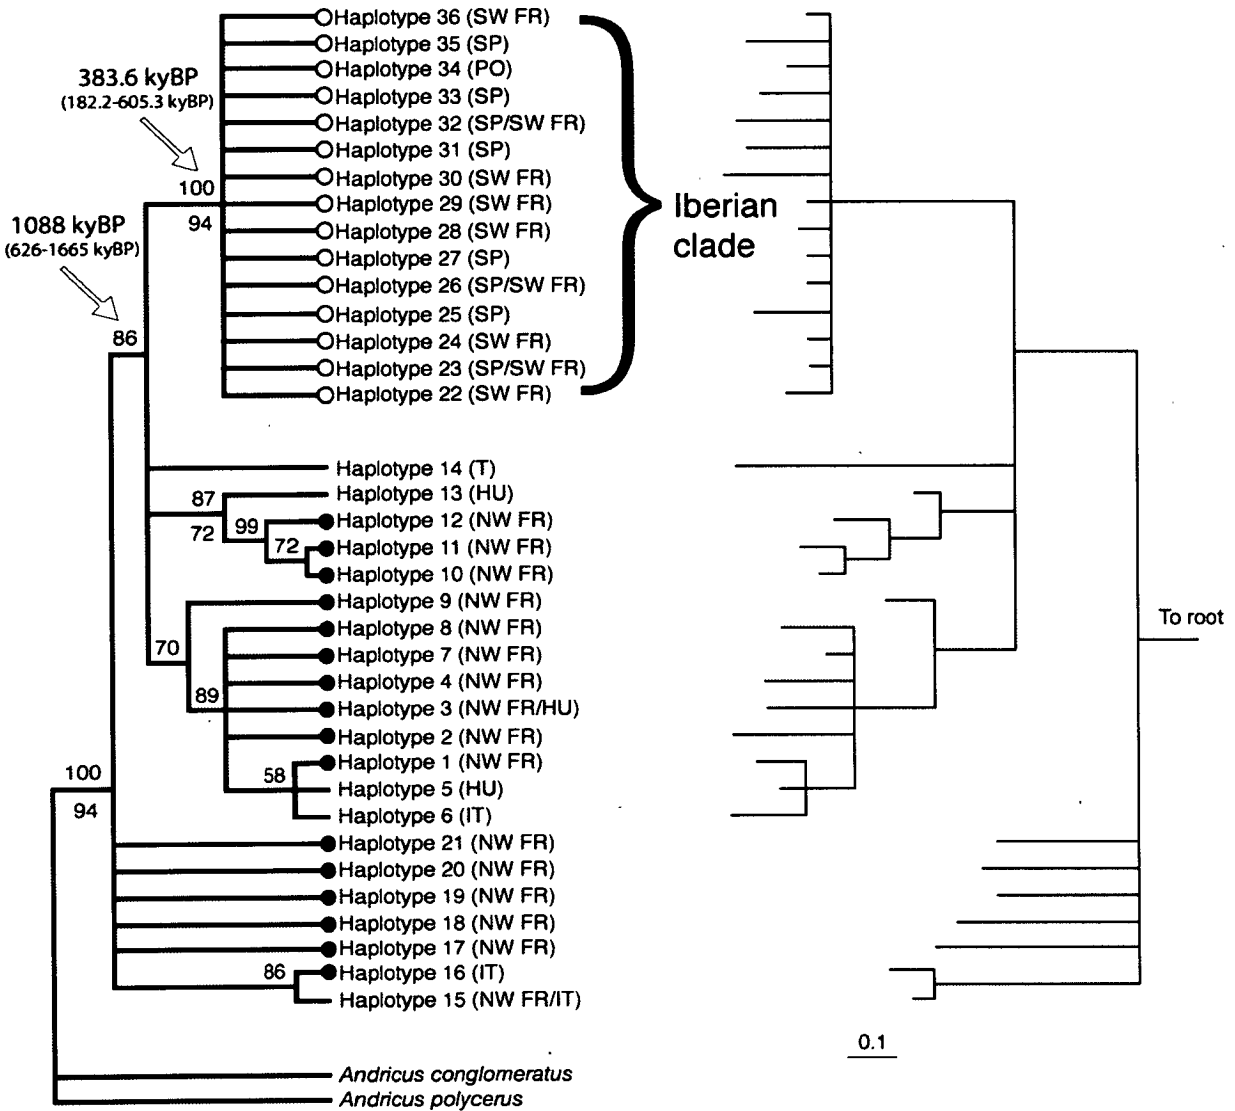 Haplotype 36 (SW FR)
Haplotype 35 (SP)
383.6 kyBP
Haplotype 34 (PO)
(182.2-605.3 kyBP)
Haplotype 33 (SP)
Haplotype 32 (SP/SW FR)
Haplotype 31 (SP)
Haplotype 30 (SW FR)
100
Haplotype 29 (SW FR)
Iberian
clade
94
1088 kyBP
(626-1665 kyBP)
Haplotype 28 (SW FR)
Haplotype 27 (SP)
Haplotype 26 (SP/SW FR)
Haplotype 25 (SP)
86
Haplotype 24 (SW FR)
Haplotype 23 (SP/SW FR)
Haplotype 22 (SW FR)
Haplotype 14 (T)
87
Haplotype 13 (HU)
72
99
Haplotype 12 (NW FR)
72
Haplotype 11 (NW FR)
Haplotype 10 (NW FR)
Haplotype 9 (NW FR)
Haplotype 8 (NW FR)
To root
70
Haplotype 7 (NW FR)
Haplotype 4 (NW FR)
89
Haplotype 3 (NW FR/HU)
Haplotype 2 (NW FR)
Haplotype 1 (NW FR)
58
100
Haplotype 5 (HU)
94
Haplotype 6 (IT)
Haplotype 21 (NW FR)
Haplotype 20 (NW FR)
Haplotype 19 (NW FR)
Haplotype 18 (NW FR)
Haplotype 17 (NW FR)
86
Haplotype 16 (IT)
Haplotype 15 (NW FR/IT)
0.1
Andricus conglomeratus
Andricus polycerus